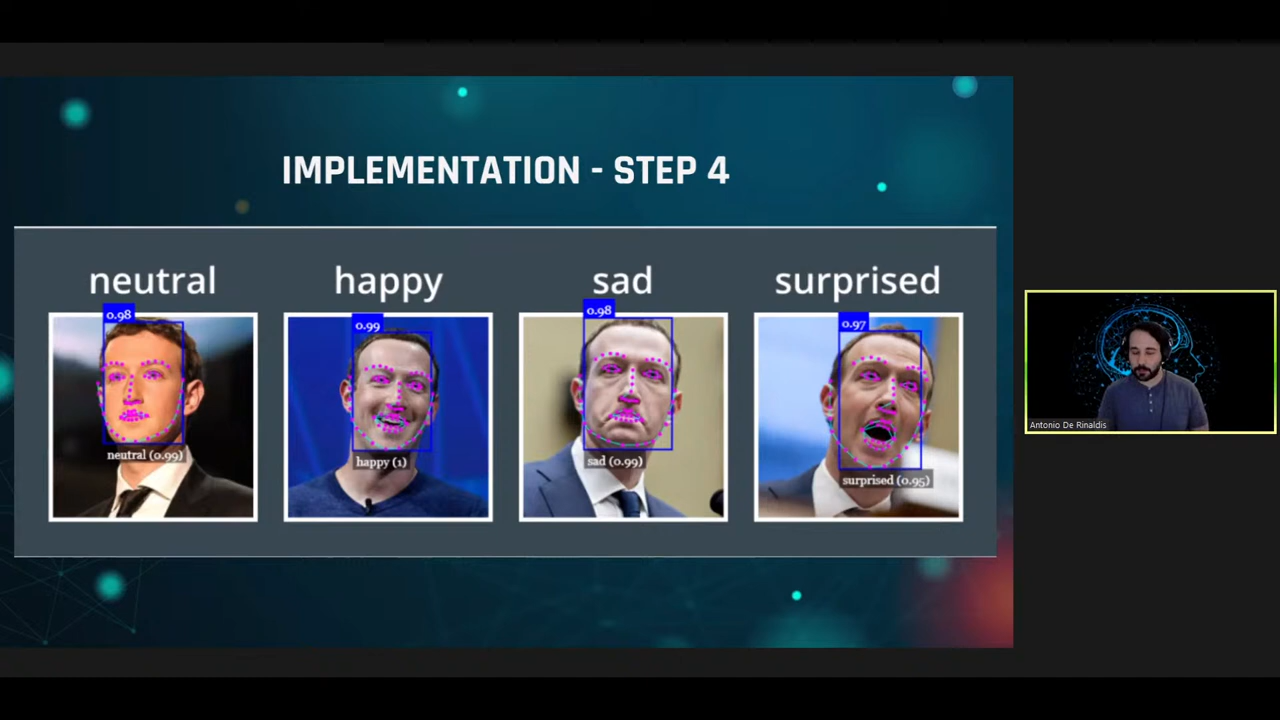 IMPLEMENTATION - STEP 4
neutral
happy
sad
surprised
0.98
0.99
0.98
0.97
neutral (0.99)
happy (1)
sad (0.99)
surprised (0.95)
Antonio De Rinaldis